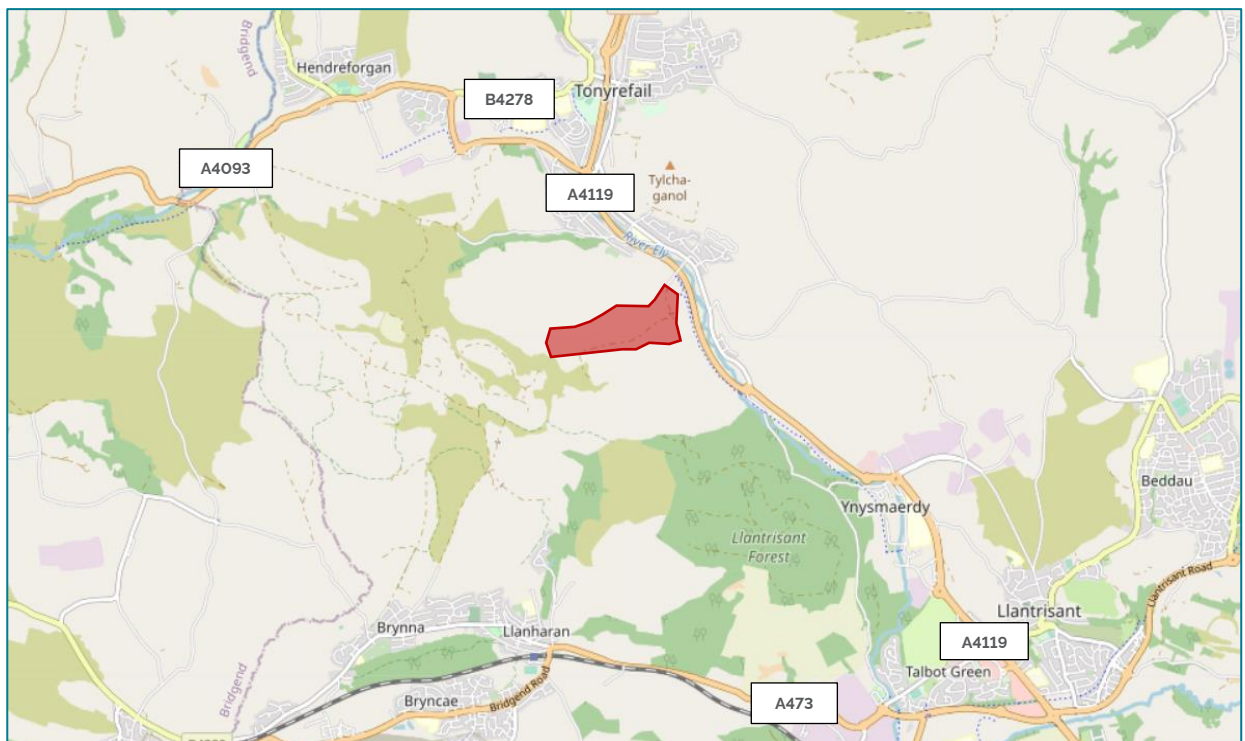 Hendreforgan
Bridgend
B4278
Tonyrefail
A4093
Tylcha-
ganol
A4119
River Ely
Beddau
Ynysmaerdy
Llantrisant
Forest
Llantrisant Road
Llantrisant
Brynna
Llanharan
A4119
Talbot Green
Bridgend
Bryncae
Bridgend Road
A473